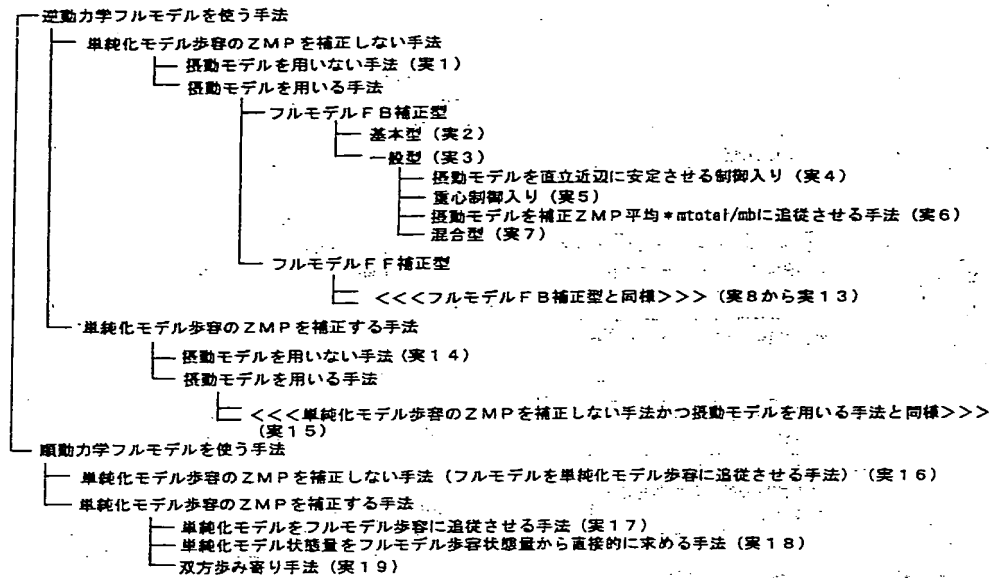 逆動力学フルモデルを使う手法
単純化モデル歩容のZMPを補正しない手法
摂動モデルを用いない手法（実１）
摂動モデルを用いる手法
フルモデルＦＢ補正型
基本型（実２）
一般型（実３）
摂動モデルを直立近辺に安定させる制御入り（実４）
重心制御入り（実５）
摂動モデルを補正ZMP平均＊mtotal/mbに追従させる手法（実６）
混合型（実７）
フルモデルＦＦ補正型
＜＜＜フルモデルＦＢ補正型と同様＞＞＞（実８から実１３）
単純化モデル歩容のＺＭＰを補正する手法
摂動モデルを用いない手法（実１４）
摂動モデルを用いる手法
＜＜＜単純化モデル歩容のＺＭＰを補正しない手法かつ摂動モデルを用いる手法と同様＞＞＞
（実１５）
順動力学フルモデルを使う手法
単純化モデル歩容のＺＭＰを補正しない手法（フルモデルを単純化モデル歩容に追従させる手法）（実１６）
単純化モデル歩容のＺＭＰを補正する手法
単純化モデルをフルモデル歩容に追従させる手法（実１７）
単純化モデル状態量をフルモデル歩容状態量から直接的に求める手法（実１８）
双方歩み寄り手法（実１９）